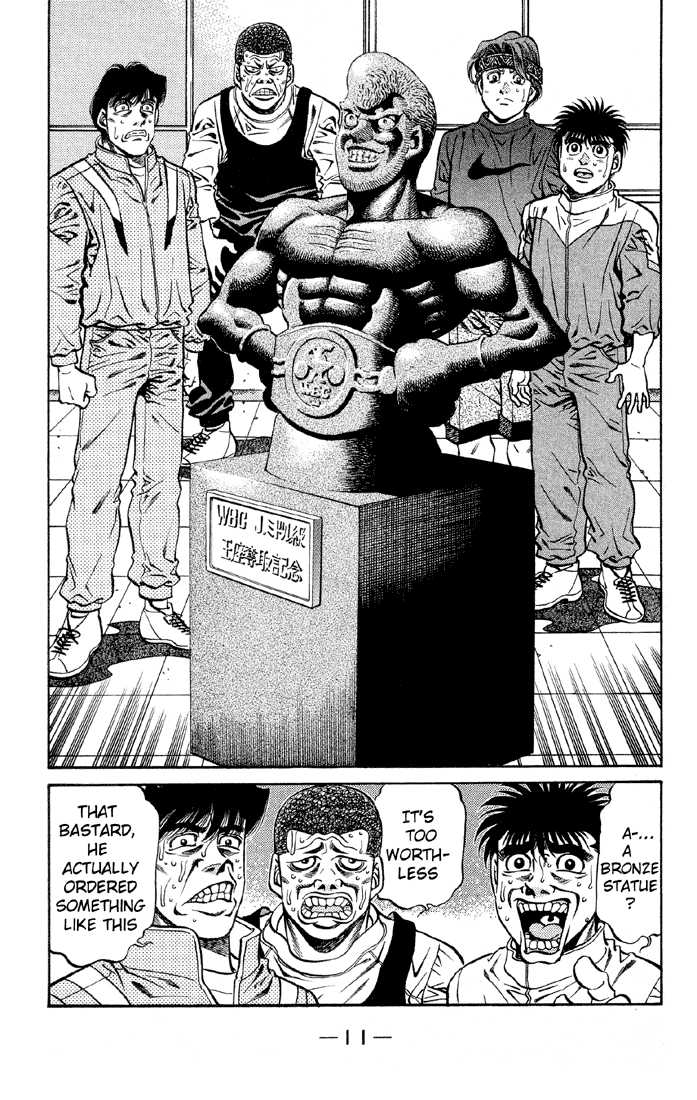 WBC J.ミドル級
王座奪取記念
WBC
A-...
A
BRONZE
STATUE
?
IT'S
TOO
WORTH-
LESS
THAT
BASTARD,
HE
ACTUALLY
ORDERED
SOMETHING
LIKE THIS
—11—